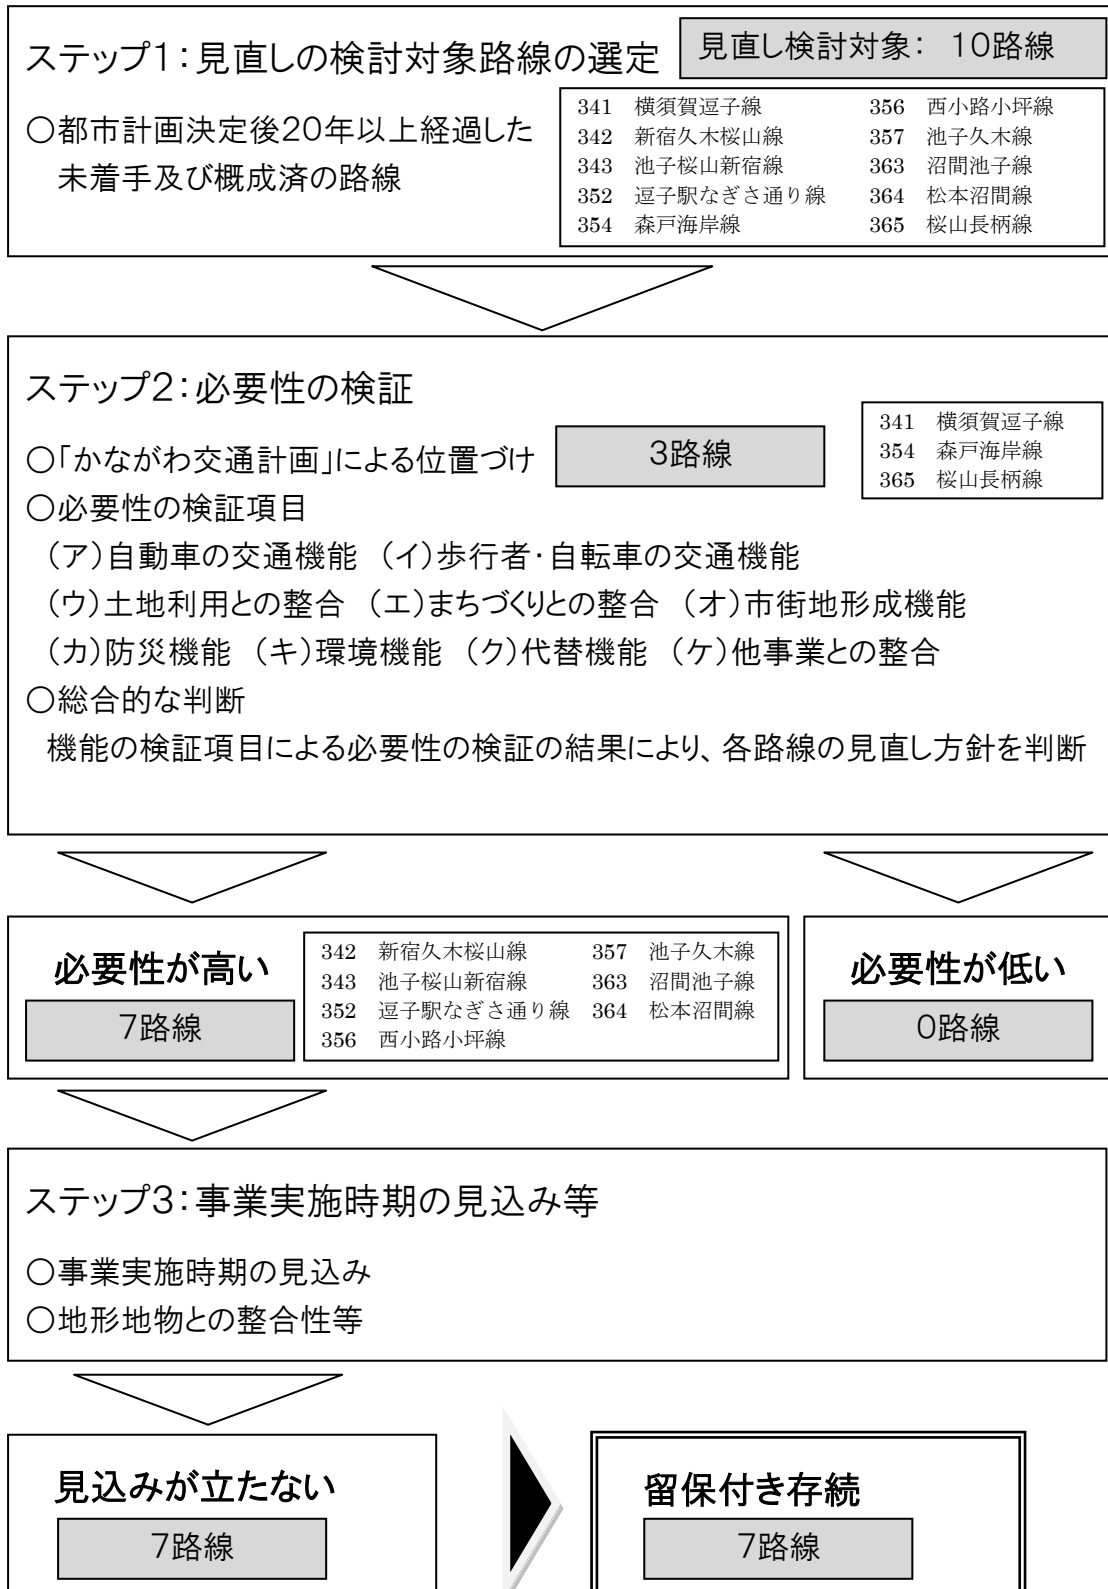 ステップ1：見直しの検討対象路線の選定
見直し検討対象：　10路線
○都市計画決定後20年以上経過した
未着手及び概成済の路線
341　横須賀逗子線　356　西小路小坪線
342　新宿久木桜山線　357　池子久木線
343　池子桜山新宿線　363　沼間池子線
352　逗子駅なぎさ通り線　364　松本沼間線
354　森戸海岸線　365　桜山長柄線
ステップ2：必要性の検証
○「かながわ交通計画」による位置づけ
3路線
341　横須賀逗子線
354　森戸海岸線
365　桜山長柄線
○必要性の検証項目
（ア）自動車の交通機能　（イ）歩行者・自転車の交通機能
（ウ）土地利用との整合　（エ）まちづくりとの整合　（オ）市街地形成機能
（カ）防災機能　（キ）環境機能　（ク）代替機能　（ケ）他事業との整合
○総合的な判断
機能の検証項目による必要性の検証の結果により、各路線の見直し方針を判断
必要性が高い
7路線
342　新宿久木桜山線　357　池子久木線
343　池子桜山新宿線　363　沼間池子線
352　逗子駅なぎさ通り線　364　松本沼間線
356　西小路小坪線
必要性が低い
0路線
ステップ3：事業実施時期の見込み等
○事業実施時期の見込み
○地形地物との整合性等
見込みが立たない
7路線
留保付き存続
7路線